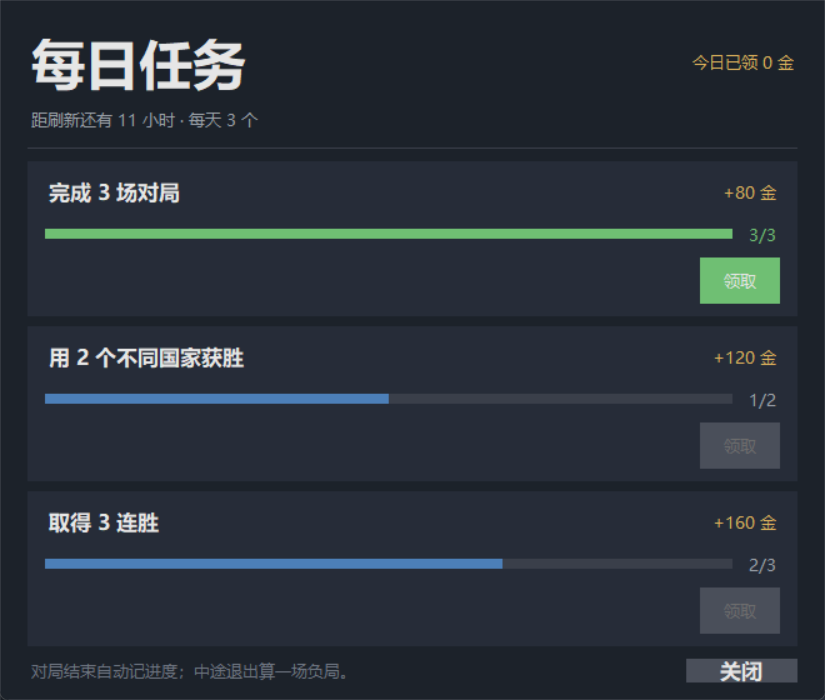 每日任务
今日已领 0 金
距刷新还有 11 小时 · 每天 3 个
完成 3 场对局
+80 金
3/3
领取
用 2 个不同国家获胜
+120 金
1/2
领取
取得 3 连胜
+160 金
2/3
领取
对局结束自动记进度；中途退出算一场负局。
关闭